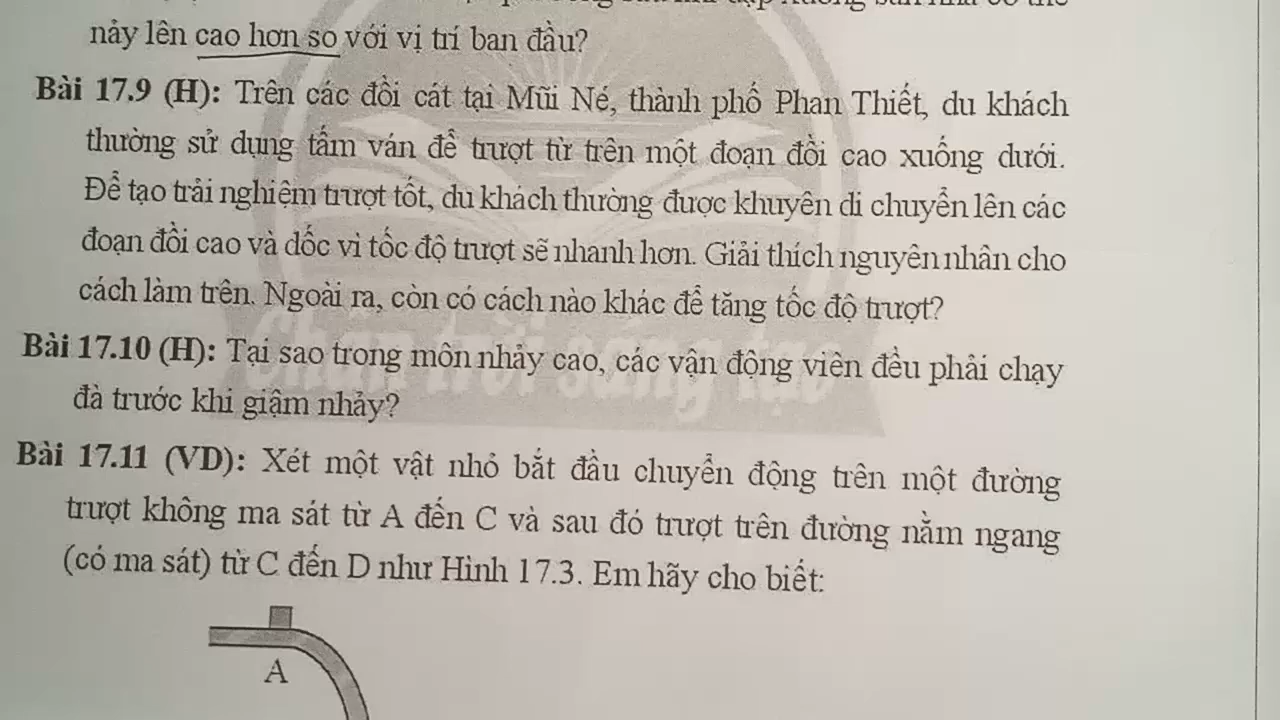 nảy lên cao hơn so với vị trí ban đầu?
Bài 17.9 (H): Trên các đồi cát tại Mũi Né, thành phố Phan Thiết, du khách
thường sử dụng tấm ván để trượt từ trên một đoạn đồi cao xuống dưới.
Để tạo trải nghiệm trượt tốt, du khách thường được khuyên di chuyển lên các
đoạn đồi cao và dốc vì tốc độ trượt sẽ nhanh hơn. Giải thích nguyên nhân cho
cách làm trên. Ngoài ra, còn có cách nào khác để tăng tốc độ trượt?
Chân trời sáng tạo
Bài 17.10 (H): Tại sao trong môn nhảy cao, các vận động viên đều phải chạy
đà trước khi giậm nhảy?
Bài 17.11 (VD): Xét một vật nhỏ bắt đầu chuyển động trên một đường
trượt không ma sát từ A đến C và sau đó trượt trên đường nằm ngang
(có ma sát) từ C đến D như Hình 17.3. Em hãy cho biết:
A